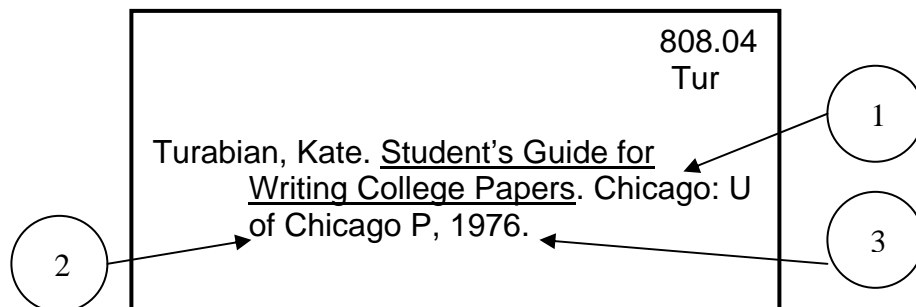 808.04
Tur
1
Turabian, Kate. Student’s Guide for
Writing College Papers. Chicago: U
of Chicago P, 1976.
2
3